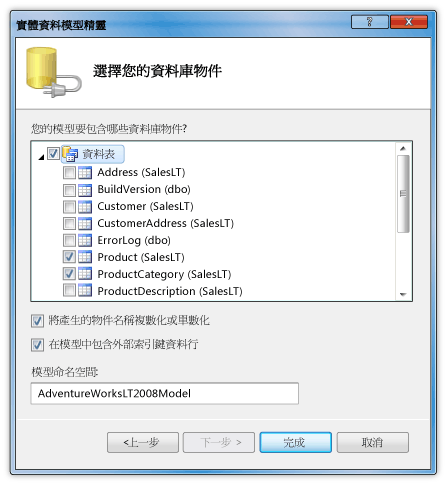 實體資料模型精靈
選擇您的資料庫物件
您的模型要包含哪些資料庫物件?
資料表
Address (SalesLT)
BuildVersion (dbo)
Customer (SalesLT)
CustomerAddress (SalesLT)
ErrorLog (dbo)
Product (SalesLT)
ProductCategory (SalesLT)
ProductDescription (SalesLT)
將產生的物件名稱複數化或單數化
在模型中包含外部索引鍵資料行
模型命名空間:
AdventureWorksLT2008Model
<上一步 下一步 > 完成 取消